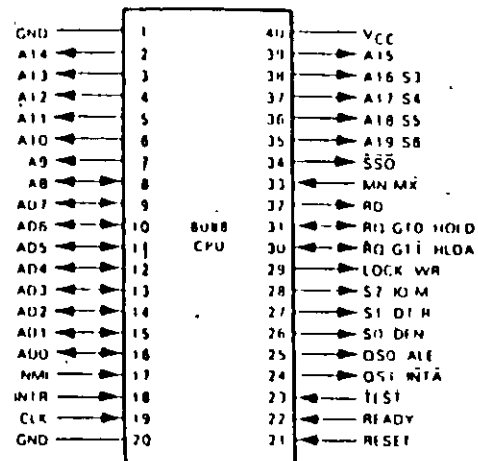 GND 1 40 VCC
A14 2 39 A15
A13 3 38 A16 S3
A12 4 37 A17 S4
A11 5 36 A18 S5
A10 6 35 A19 S6
A9 7 34 S̅S̅O̅
A8 8 33 MN M̅X̅
AD7 9 32 RD
AD6 10 8088 31 RQ GT0 HOLD
AD5 11 CPU 30 RQ GT1 HLDA
AD4 12 29 LOCK WR
AD3 13 28 S2 IO M
AD2 14 27 S1 DT R
AD1 15 26 S0 DEN
AD0 16 25 QS0 ALE
NMI 17 24 QS1 I̅N̅T̅A̅
INTR 18 23 T̅E̅S̅T̅
CLK 19 22 READY
GND 20 21 RESET